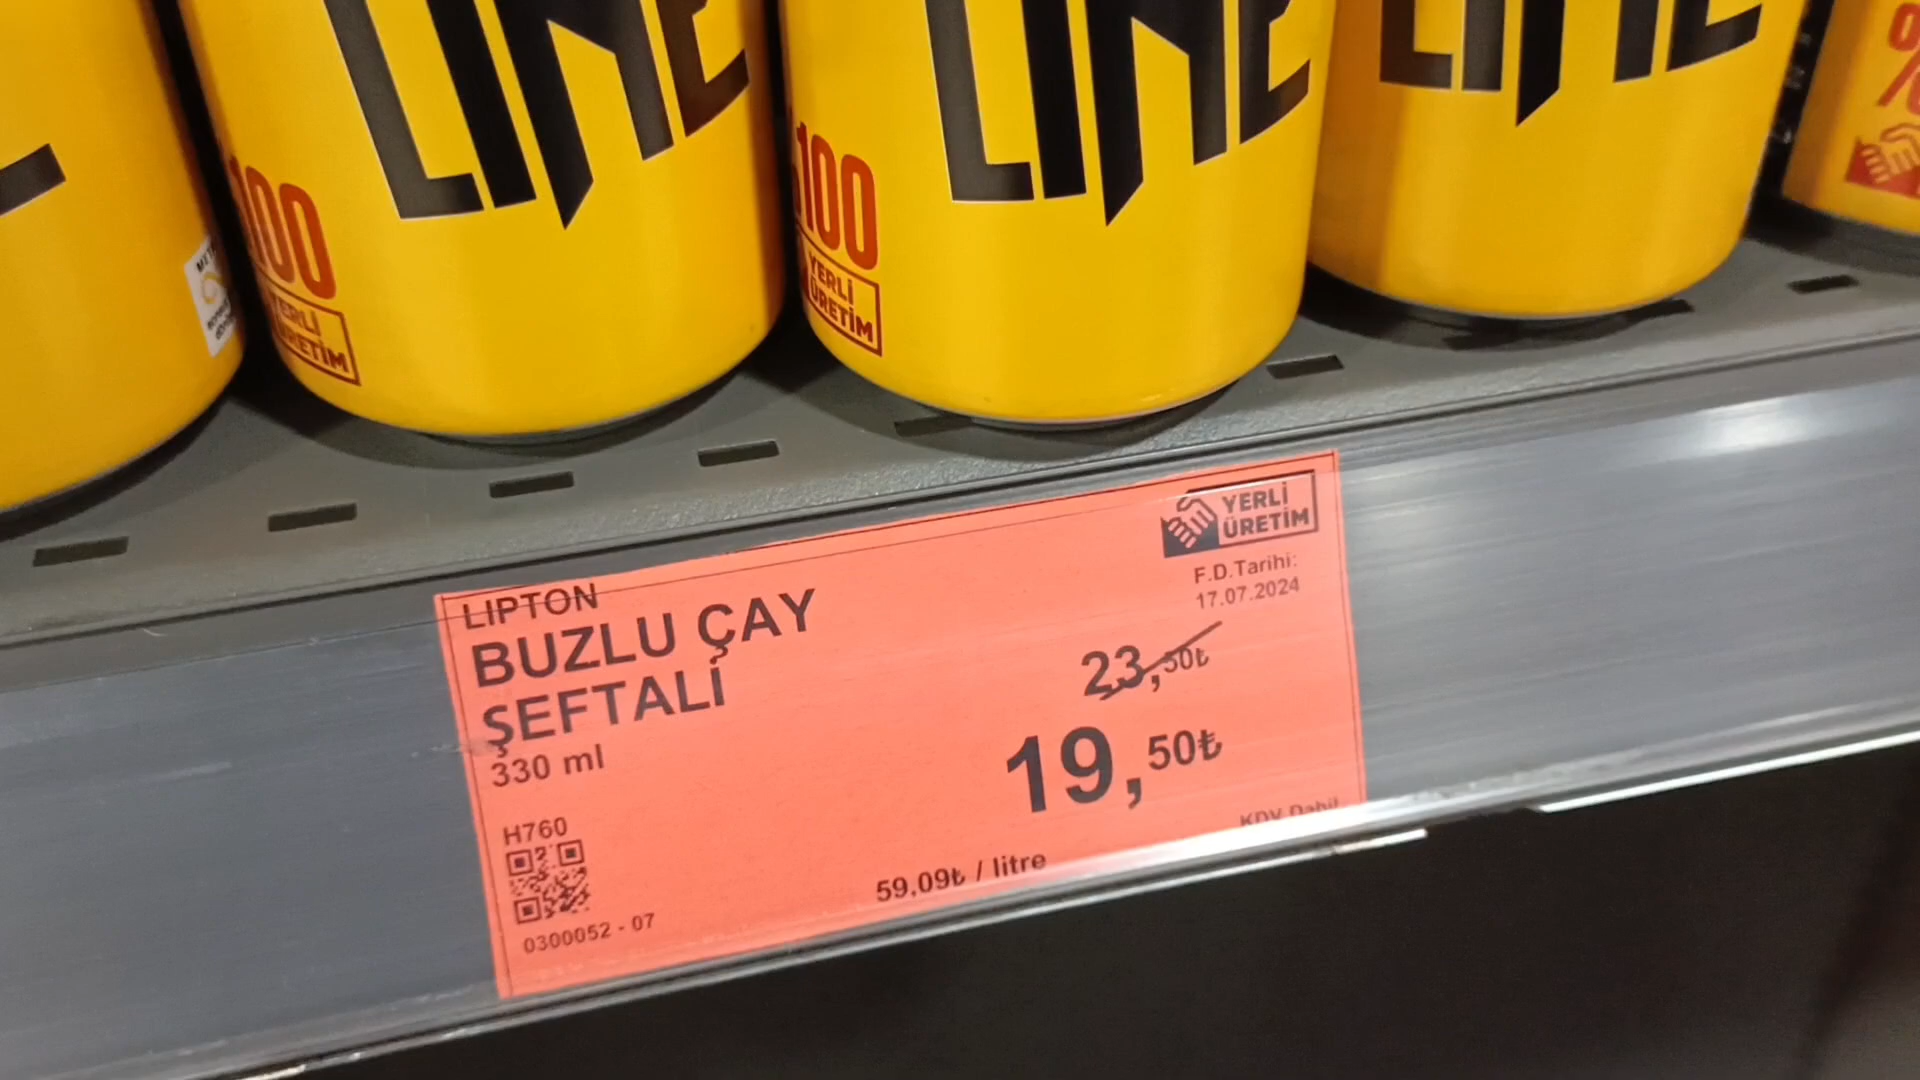 LINE
LINE
LINE
100
YERLİ
ÜRETİM
100
YERLİ
ÜRETİM
%
YERLİ
ÜRETİM
F.D.Tarihi:
17.07.2024
LIPTON
BUZLU ÇAY
ŞEFTALİ
330 ml
23,50₺
19,50₺
KDV Dahil
H760
59.09₺ / litre
0300052 - 07